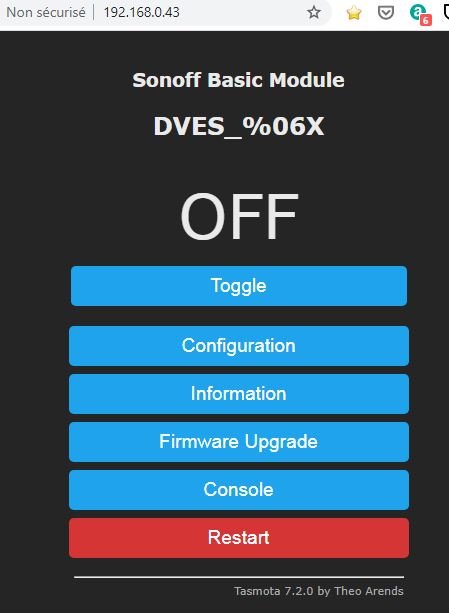 Non sécurisé | 192.168.0.43
6
Sonoff Basic Module
DVES_%06X
OFF
Toggle
Configuration
Information
Firmware Upgrade
Console
Restart
Tasmota 7.2.0 by Theo Arends